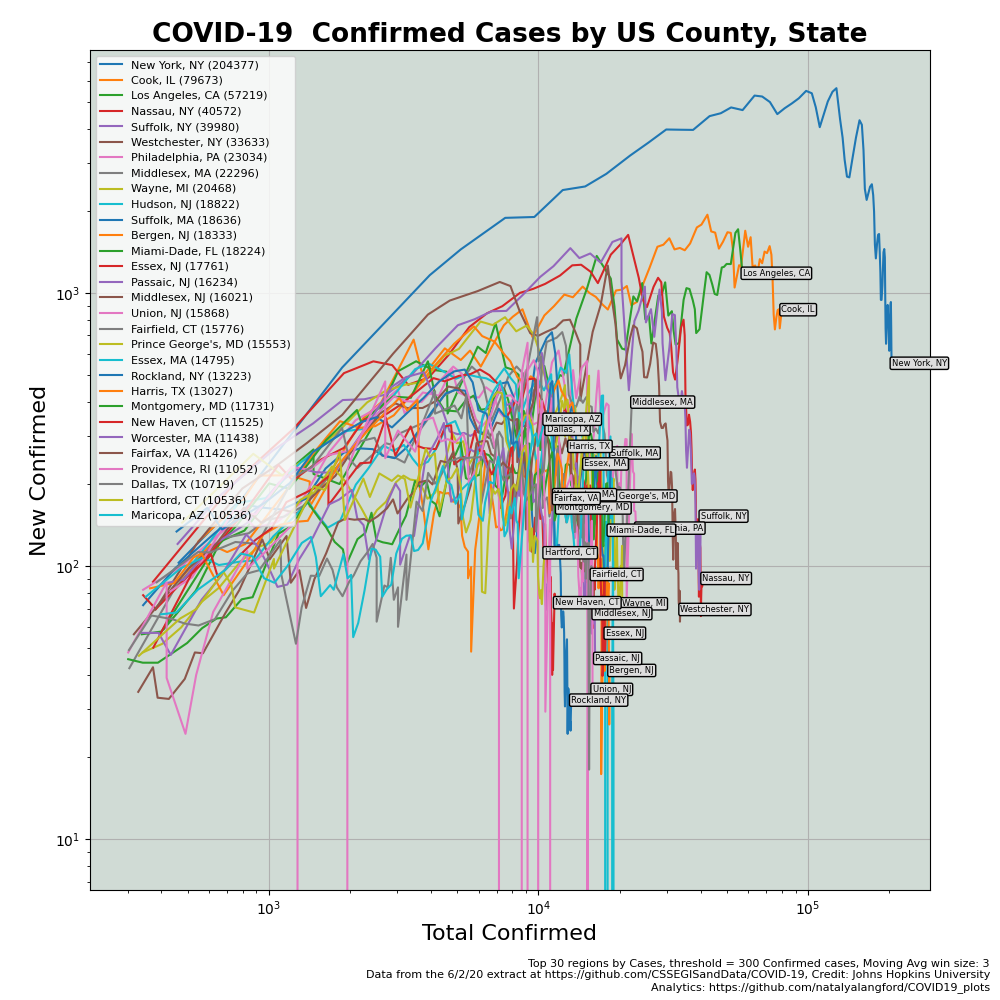 COVID-19  Confirmed Cases by US County, State
New York, NY (204377)
Cook, IL (79673)
Los Angeles, CA (57219)
Nassau, NY (40572)
Suffolk, NY (39980)
Westchester, NY (33633)
Philadelphia, PA (23034)
Middlesex, MA (22296)
Wayne, MI (20468)
Hudson, NJ (18822)
Suffolk, MA (18636)
Bergen, NJ (18333)
Miami-Dade, FL (18224)
Essex, NJ (17761)
Passaic, NJ (16234)
Middlesex, NJ (16021)
Union, NJ (15868)
Fairfield, CT (15776)
Prince George's, MD (15553)
Essex, MA (14795)
Rockland, NY (13223)
Harris, TX (13027)
Montgomery, MD (11731)
New Haven, CT (11525)
Worcester, MA (11438)
Fairfax, VA (11426)
Providence, RI (11052)
Dallas, TX (10719)
Hartford, CT (10536)
Maricopa, AZ (10536)
Los Angeles, CA
Cook, IL
New York, NY
Middlesex, MA
Maricopa, AZ
Dallas, TX
Harris, TX
Suffolk, MA
Essex, MA
MA
George's, MD
Fairfax, VA
Montgomery, MD
Suffolk, NY
PA
Miami-Dade, FL
Hartford, CT
Fairfield, CT
Nassau, NY
New Haven, CT
Wayne, MI
Westchester, NY
Middlesex, NJ
Essex, NJ
Passaic, NJ
Bergen, NJ
Union, NJ
Rockland, NY
10³
10²
10¹
New Confirmed
10³
10⁴
10⁵
Total Confirmed
Top 30 regions by Cases, threshold = 300 Confirmed cases, Moving Avg win size: 3
Data from the 6/2/20 extract at https://github.com/CSSEGISandData/COVID-19, Credit: Johns Hopkins University
Analytics: https://github.com/natalyalangford/COVID19_plots